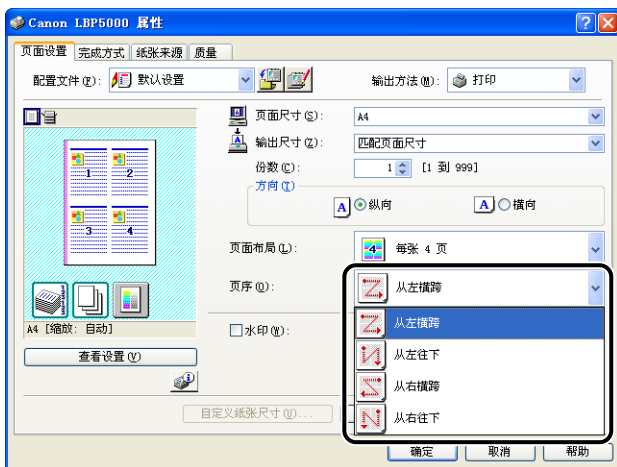 Canon LBP5000 属性
页面设置 完成方式 纸张来源 质量
配置文件(F): 默认设置 输出方法(M): 打印
页面尺寸(S): A4
输出尺寸(Z): 匹配页面尺寸
份数(C): 1 [1 到 999]
方向(T)
A 纵向 A 横向
1 2
3 4
页面布局(L): 4 每张 4 页
页序(O): 从左横跨
从左横跨
从左往下
从右横跨
从右往下
A4 [缩放: 自动]
水印(W):
查看设置(V)
自定义纸张尺寸(U)...
确定 取消 帮助